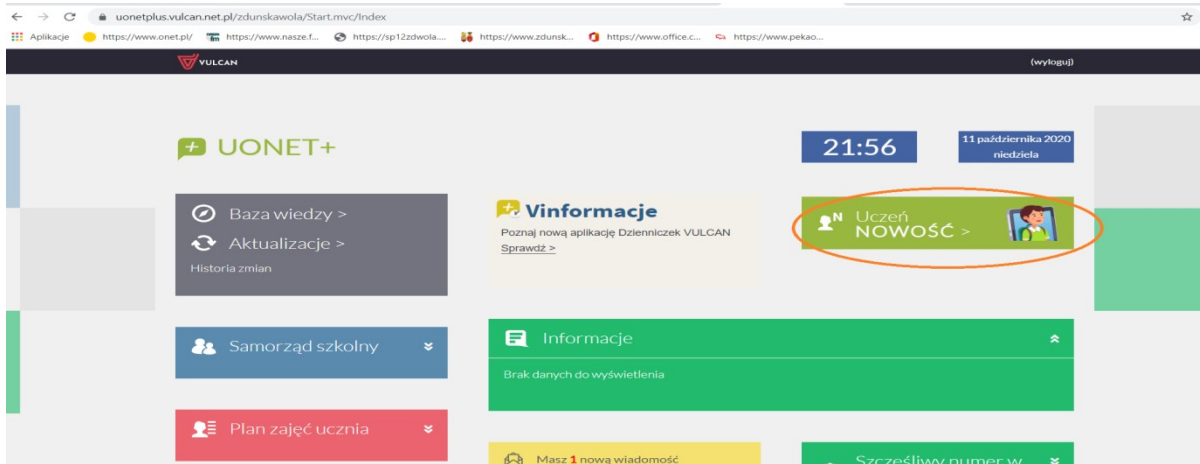 uonetplus.vulcan.net.pl/zdunskawola/Start.mvc/Index
Aplikacje https://www.onet.pl/ https://www.nasze.f... https://sp12zdwola.... https://www.zdunsk... https://www.office.c... https://www.pekao...
VULCAN (wyloguj)
UONET+
21:56
11 października 2020
niedziela
Baza wiedzy >
Aktualizacje >
Historia zmian
Vinformacje
Poznaj nową aplikację Dzienniczek VULCAN
Sprawdź >
N Uczeń
NOWOŚĆ >
Samorząd szkolny
Informacje
Brak danych do wyświetlenia
Plan zajęć ucznia
Masz 1 nową wiadomość
Szczęśliwy numer w